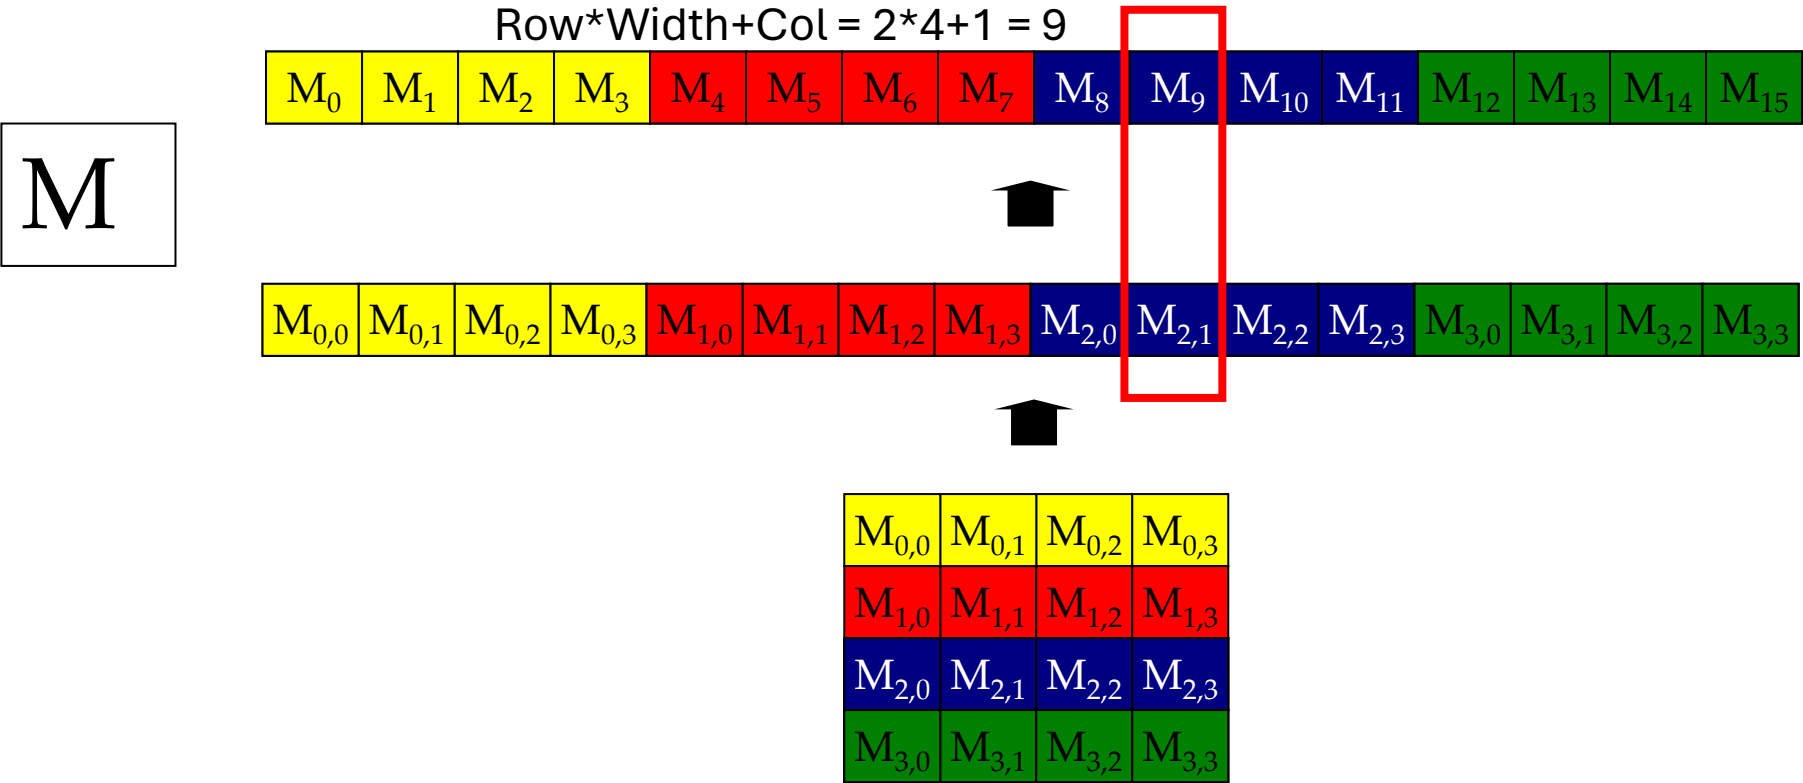 Row*Width+Col = 2*4+1 = 9
M0 M1 M2 M3 M4 M5 M6 M7 M8 M9 M10 M11 M12 M13 M14 M15
M
M0,0 M0,1 M0,2 M0,3 M1,0 M1,1 M1,2 M1,3 M2,0 M2,1 M2,2 M2,3 M3,0 M3,1 M3,2 M3,3
M0,0 M0,1 M0,2 M0,3
M1,0 M1,1 M1,2 M1,3
M2,0 M2,1 M2,2 M2,3
M3,0 M3,1 M3,2 M3,3